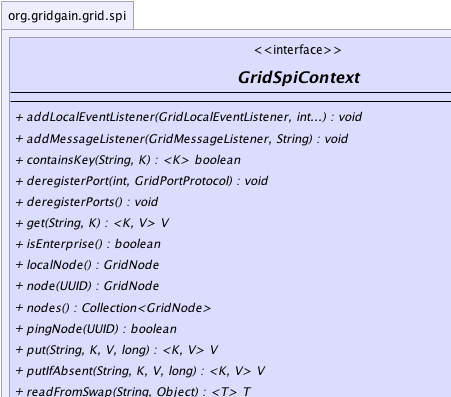 org.gridgain.grid.spi
<<interface>>
GridSpiContext
+ addLocalEventListener(GridLocalEventListener, int...) : void
+ addMessageListener(GridMessageListener, String) : void
+ containsKey(String, K) : <K> boolean
+ deregisterPort(int, GridPortProtocol) : void
+ deregisterPorts() : void
+ get(String, K) : <K, V> V
+ isEnterprise() : boolean
+ localNode() : GridNode
+ node(UUID) : GridNode
+ nodes() : Collection<GridNode>
+ pingNode(UUID) : boolean
+ put(String, K, V, long) : <K, V> V
+ putIfAbsent(String, K, V, long) : <K, V> V
+ readFromSwap(String, Object) : <T> T